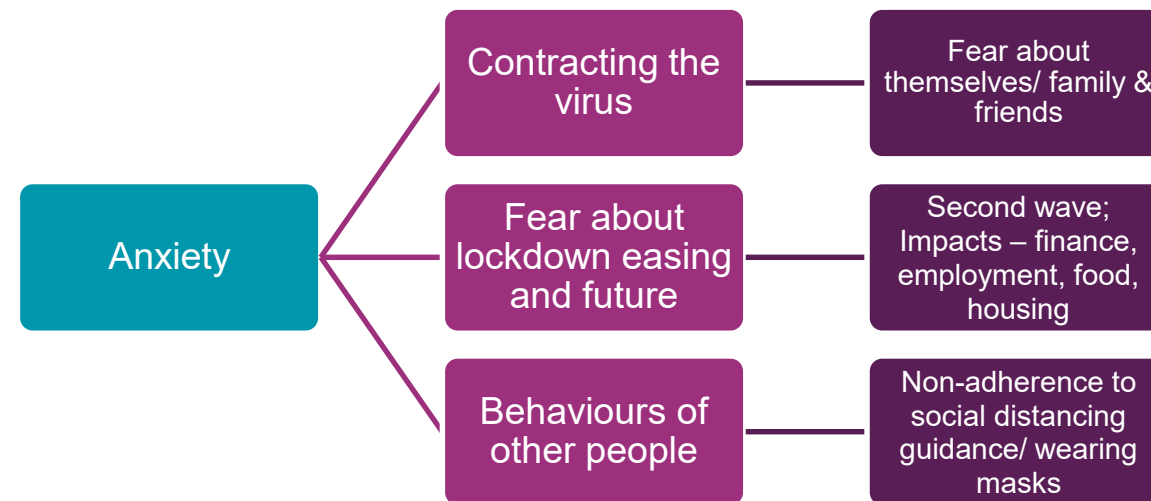 Contracting the
virus
Fear about
themselves/ family &
friends
Anxiety
Fear about
lockdown easing
and future
Second wave;
Impacts – finance,
employment, food,
housing
Behaviours of
other people
Non-adherence to
social distancing
guidance/ wearing
masks